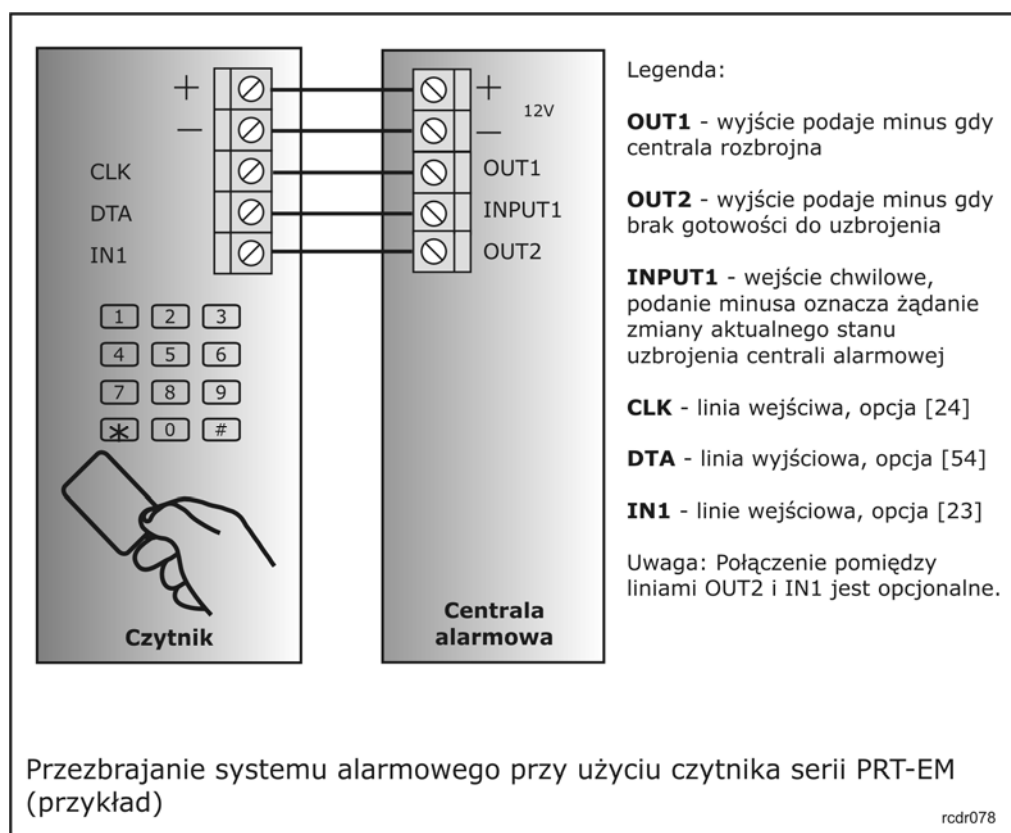 +
−
CLK
DTA
IN1
1 2 3
4 5 6
7 8 9
* 0 #
Czytnik
+
12V
−
OUT1
INPUT1
OUT2
Centrala
alarmowa
Legenda:
OUT1 - wyjście podaje minus gdy
centrala rozbrojna
OUT2 - wyjście podaje minus gdy
brak gotowości do uzbrojenia
INPUT1 - wejście chwilowe,
podanie minusa oznacza żądanie
zmiany aktualnego stanu
uzbrojenia centrali alarmowej
CLK - linia wejściwa, opcja [24]
DTA - linia wyjściowa, opcja [54]
IN1 - linie wejściowa, opcja [23]
Uwaga: Połączenie pomiędzy
liniami OUT2 i IN1 jest opcjonalne.
Przezbrajanie systemu alarmowego przy użyciu czytnika serii PRT-EM
(przykład)
rcdr078